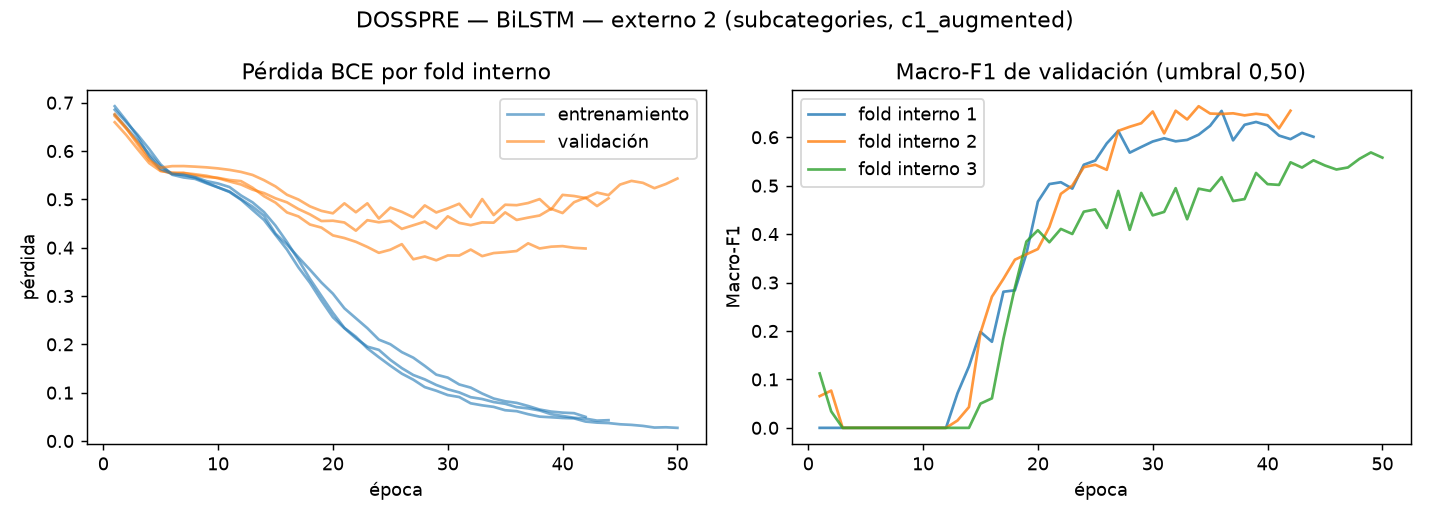 DOSSPRE — BiLSTM — externo 2 (subcategories, c1_augmented)
Pérdida BCE por fold interno
pérdida
0.7
0.6
0.5
0.4
0.3
0.2
0.1
0.0
entrenamiento
validación
0 10 20 30 40 50
época
Macro-F1 de validación (umbral 0,50)
Macro-F1
0.6
0.5
0.4
0.3
0.2
0.1
0.0
fold interno 1
fold interno 2
fold interno 3
0 10 20 30 40 50
época